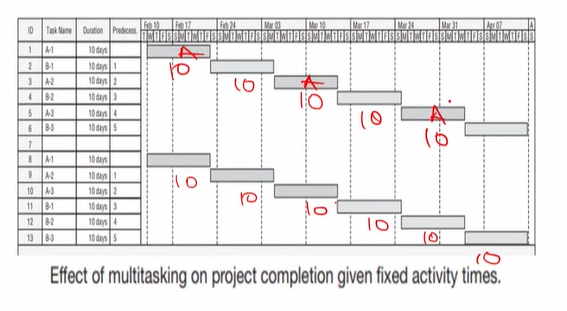 ID Task Name Duration Predecess. Feb 10 Feb 17 Feb 24 Mar 03 Mar 10 Mar 17 Mar 24 Mar 31 Apr 07 A
1 A-1 10 days A
10
2 B-1 10 days 1
10
3 A-2 10 days 2 A
10
4 B-2 10 days 3
10
5 A-3 10 days 4 A
10
6 B-3 10 days 5
7
8 A-1 10 days
10
9 A-2 10 days 1
10
10 A-3 10 days 2
10
11 B-1 10 days 3
10
12 B-2 10 days 4
10
13 B-3 10 days 5
10
Effect of multitasking on project completion given fixed activity times.